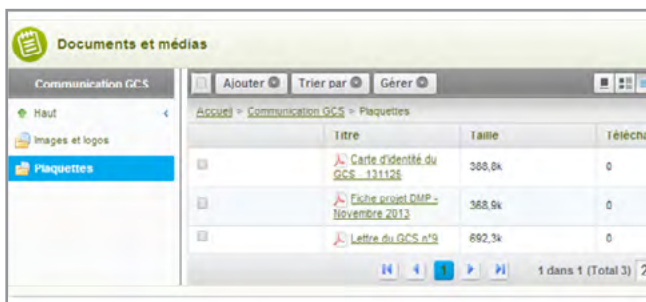 Documents et médias
Communication GCS
Ajouter Trier par Gérer
Haut
Accueil > Communication GCS > Plaquettes
Images et logos
Titre Taille Télécha
Plaquettes
Carte d'identité du
GCS _ 131126 388,8k 0
Fiche projet DMP -
Novembre 2013 368,9k 0
Lettre du GCS n°9 692,3k 0
1 1 dans 1 (Total 3) 2